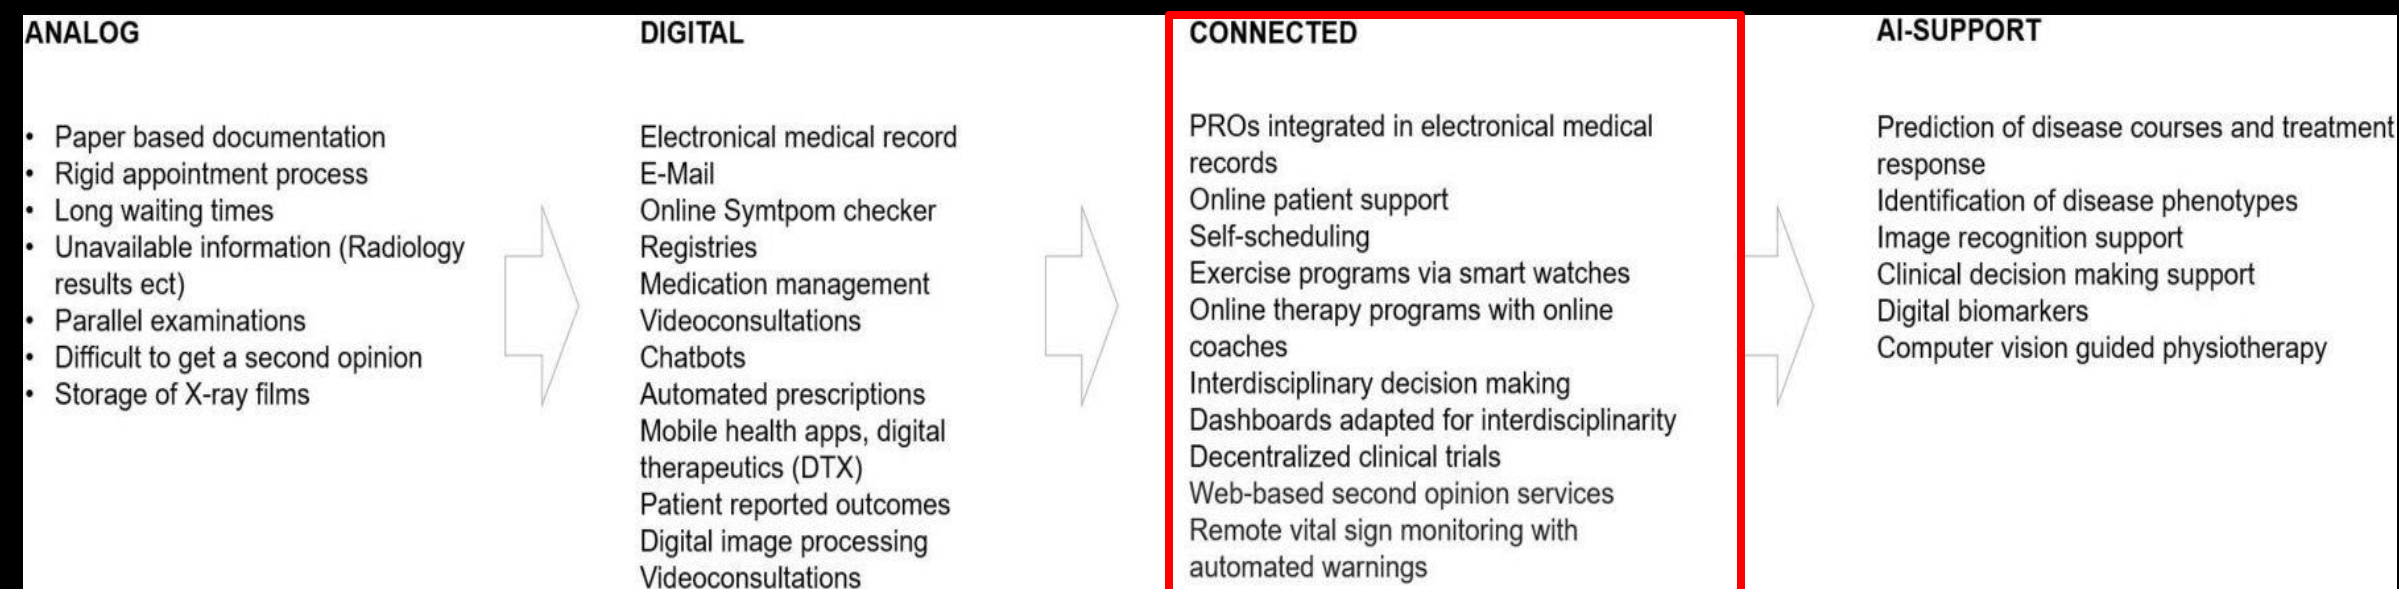 ANALOG
• Paper based documentation
• Rigid appointment process
• Long waiting times
• Unavailable information (Radiology
results ect)
• Parallel examinations
• Difficult to get a second opinion
• Storage of X-ray films
DIGITAL
Electronical medical record
E-Mail
Online Symtpom checker
Registries
Medication management
Videoconsultations
Chatbots
Automated prescriptions
Mobile health apps, digital
therapeutics (DTX)
Patient reported outcomes
Digital image processing
Videoconsultations
CONNECTED
PROs integrated in electronical medical
records
Online patient support
Self-scheduling
Exercise programs via smart watches
Online therapy programs with online
coaches
Interdisciplinary decision making
Dashboards adapted for interdisciplinarity
Decentralized clinical trials
Web-based second opinion services
Remote vital sign monitoring with
automated warnings
AI-SUPPORT
Prediction of disease courses and treatment
response
Identification of disease phenotypes
Image recognition support
Clinical decision making support
Digital biomarkers
Computer vision guided physiotherapy